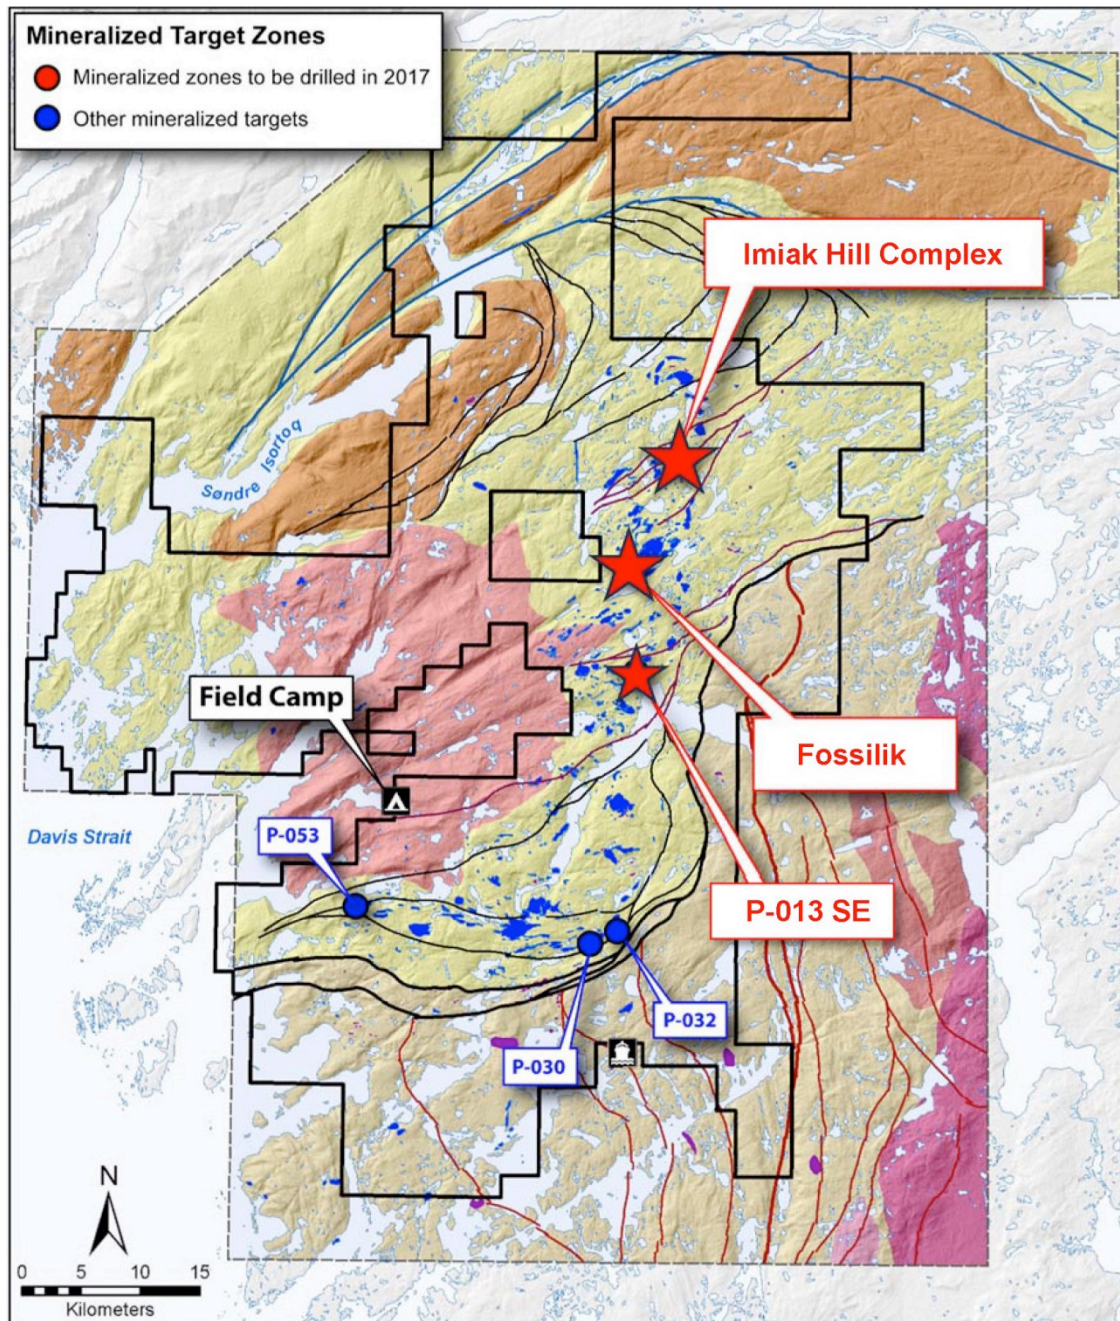 Mineralized Target Zones
Mineralized zones to be drilled in 2017
Other mineralized targets
Imiak Hill Complex
Søndre Isortoq
Field Camp
Fossilik
Davis Strait
P-053
P-013 SE
P-032
P-030
N
0 5 10 15
Kilometers